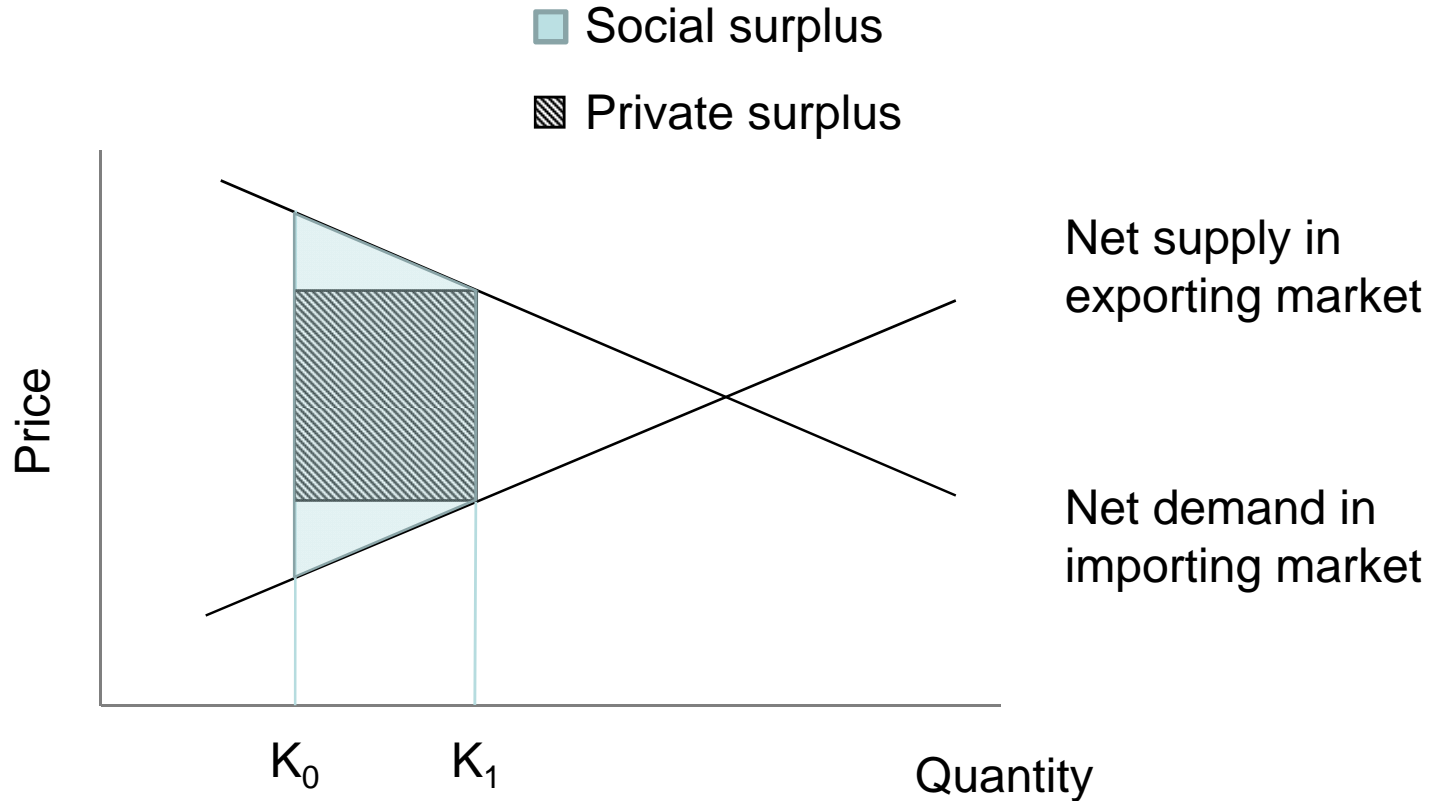 Social surplus
Private surplus
Net supply in
exporting market
Price
Net demand in
importing market
K₀
K₁
Quantity